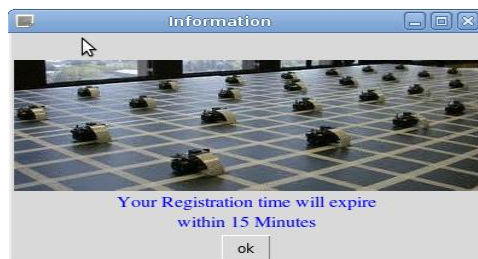 Information
Your Registration time will expire
within 15 Minutes
ok